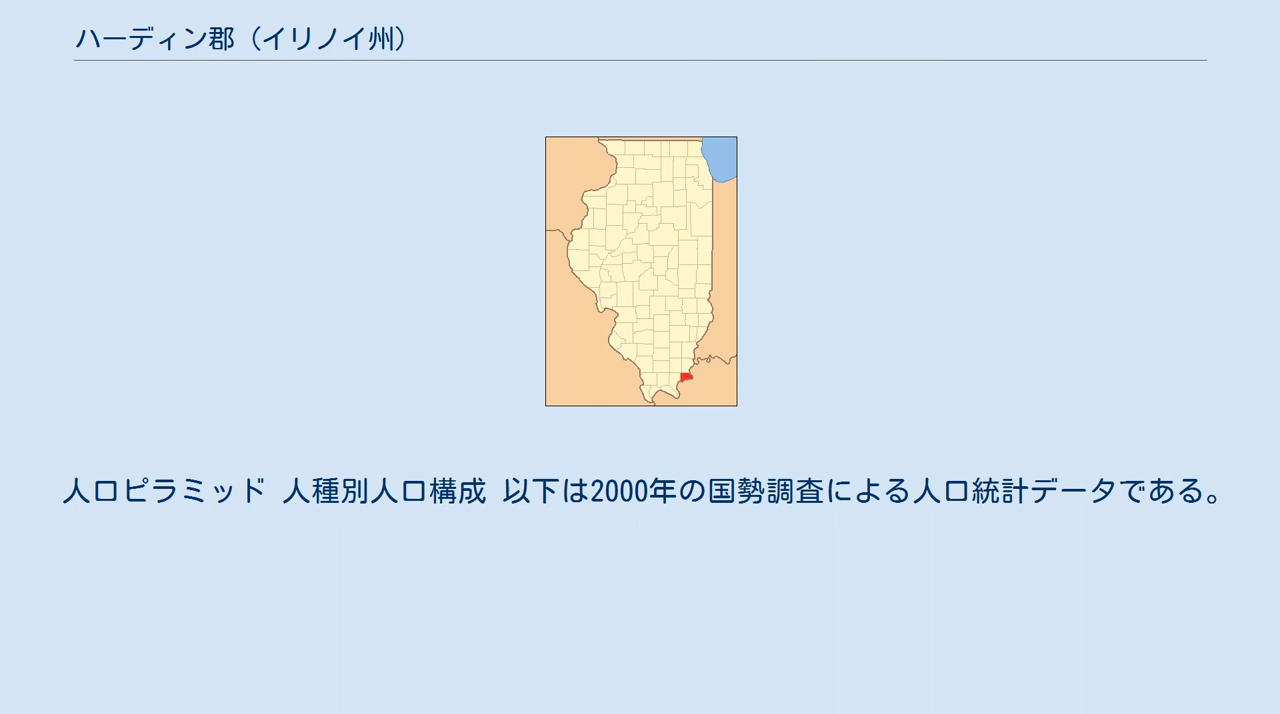 ハーディン郡（イリノイ州）
人口ピラミッド 人種別人口構成 以下は2000年の国勢調査による人口統計データである。